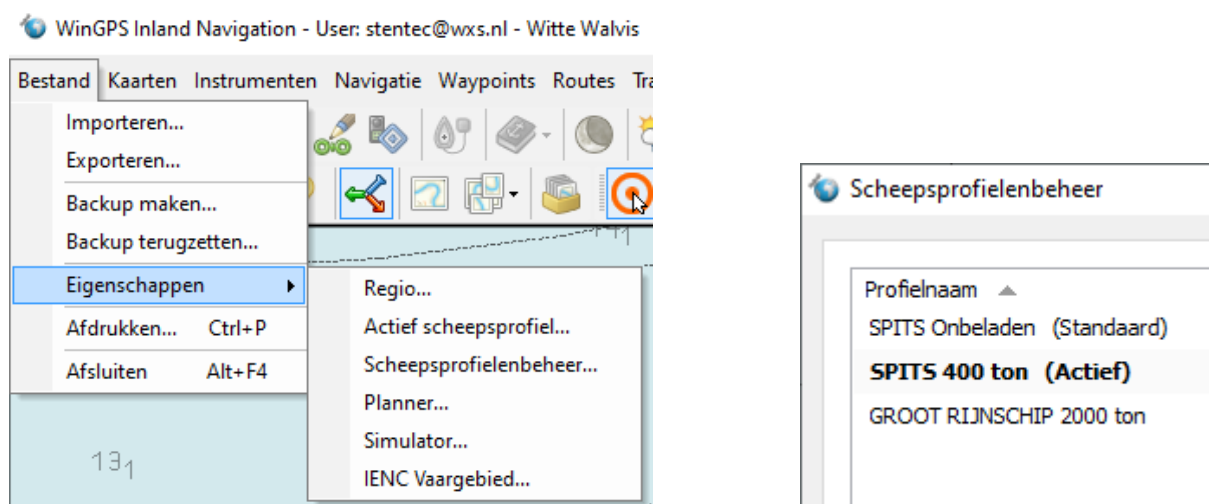 WinGPS Inland Navigation - User: stentec@wxs.nl - Witte Walvis
Bestand Kaarten Instrumenten Navigatie Waypoints Routes
Importeren...
Exporteren...
Backup maken...
Backup terugzetten...
Eigenschappen
Afdrukken... Ctrl+P
Afsluiten Alt+F4
Regio...
Actief scheepsprofiel...
Scheepsprofielenbeheer...
Planner...
Simulator...
IENC Vaargebied...
13₁
Scheepsprofielenbeheer
Profielnaam
SPITS Onbeladen (Standaard)
SPITS 400 ton (Actief)
GROOT RIJNSCHIP 2000 ton